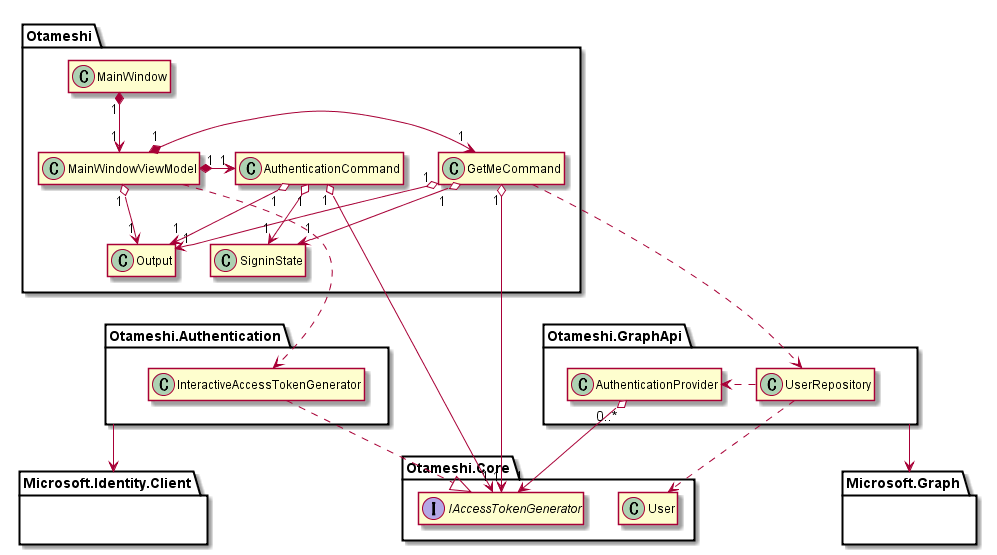 Otameshi
C MainWindow
1
1
1
1
C MainWindowViewModel
1
1
C AuthenticationCommand
C GetMeCommand
1
1
1
1
1
1
1
1
1
1
1
1
C Output
C SigninState
Otameshi.Authentication
Otameshi.GraphApi
C InteractiveAccessTokenGenerator
C AuthenticationProvider
C UserRepository
0..*
Otameshi.Core
Microsoft.Identity.Client
Microsoft.Graph
I IAccessTokenGenerator
C User